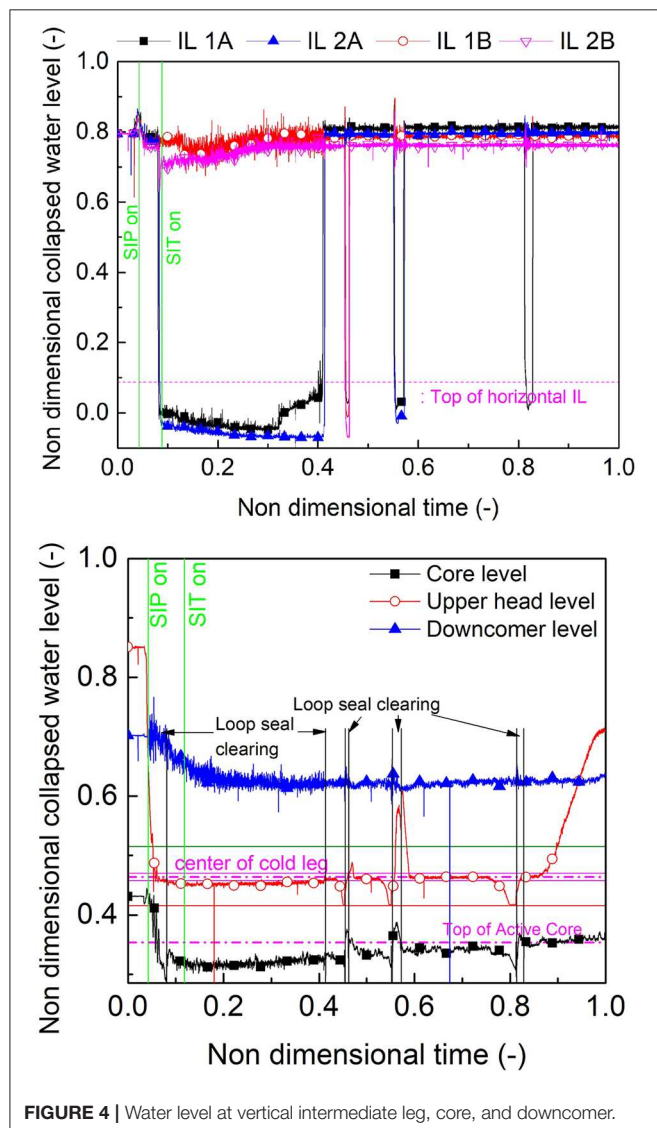 IL 1A IL 2A IL 1B IL 2B
Non dimensional collapsed water level (-)
1.0
0.8
0.6
0.4
0.2
0.0
SIP on
SIT on
: Top of horizontal IL
0.0 0.2 0.4 0.6 0.8 1.0
Non dimensional time (-)
Non dimensional collapsed water level (-)
1.0
0.8
0.6
0.4
SIP on
SIT on
Core level
Upper head level
Downcomer level
Loop seal clearing
Loop seal
clearing
center of cold leg
Top of Active Core
0.0 0.2 0.4 0.6 0.8 1.0
Non dimensional time (-)
FIGURE 4 | Water level at vertical intermediate leg, core, and downcomer.